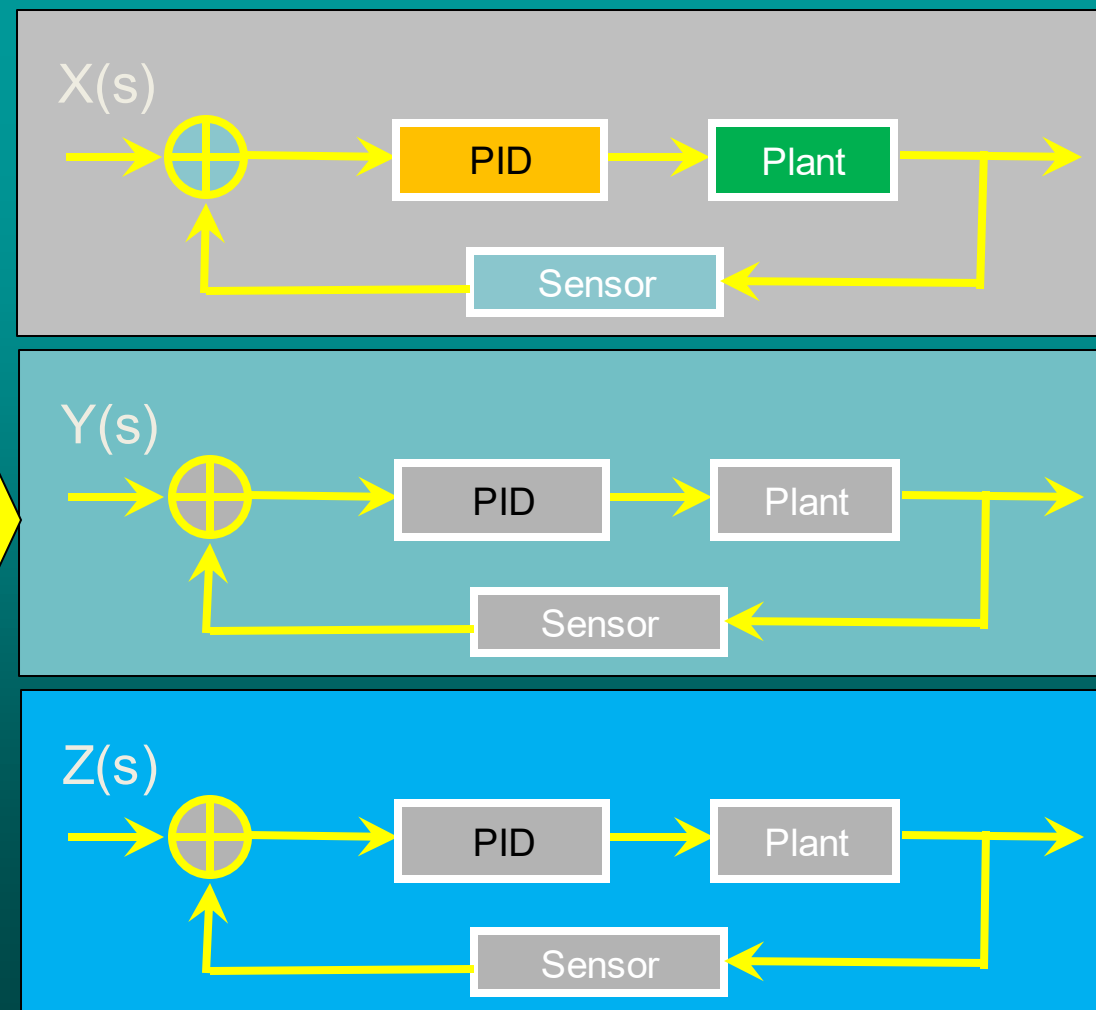 X(s)
PID
Plant
Sensor
Y(s)
PID
Plant
Sensor
Z(s)
PID
Plant
Sensor